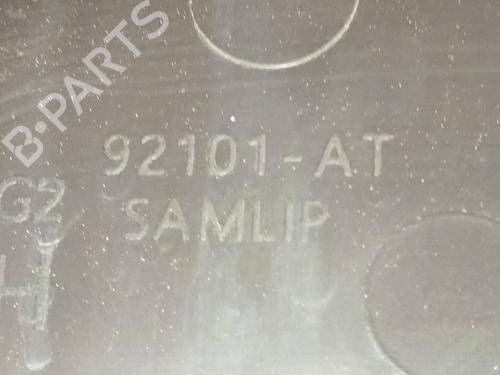 B-PARTS
92101-AT
G2
SAMLIP
H